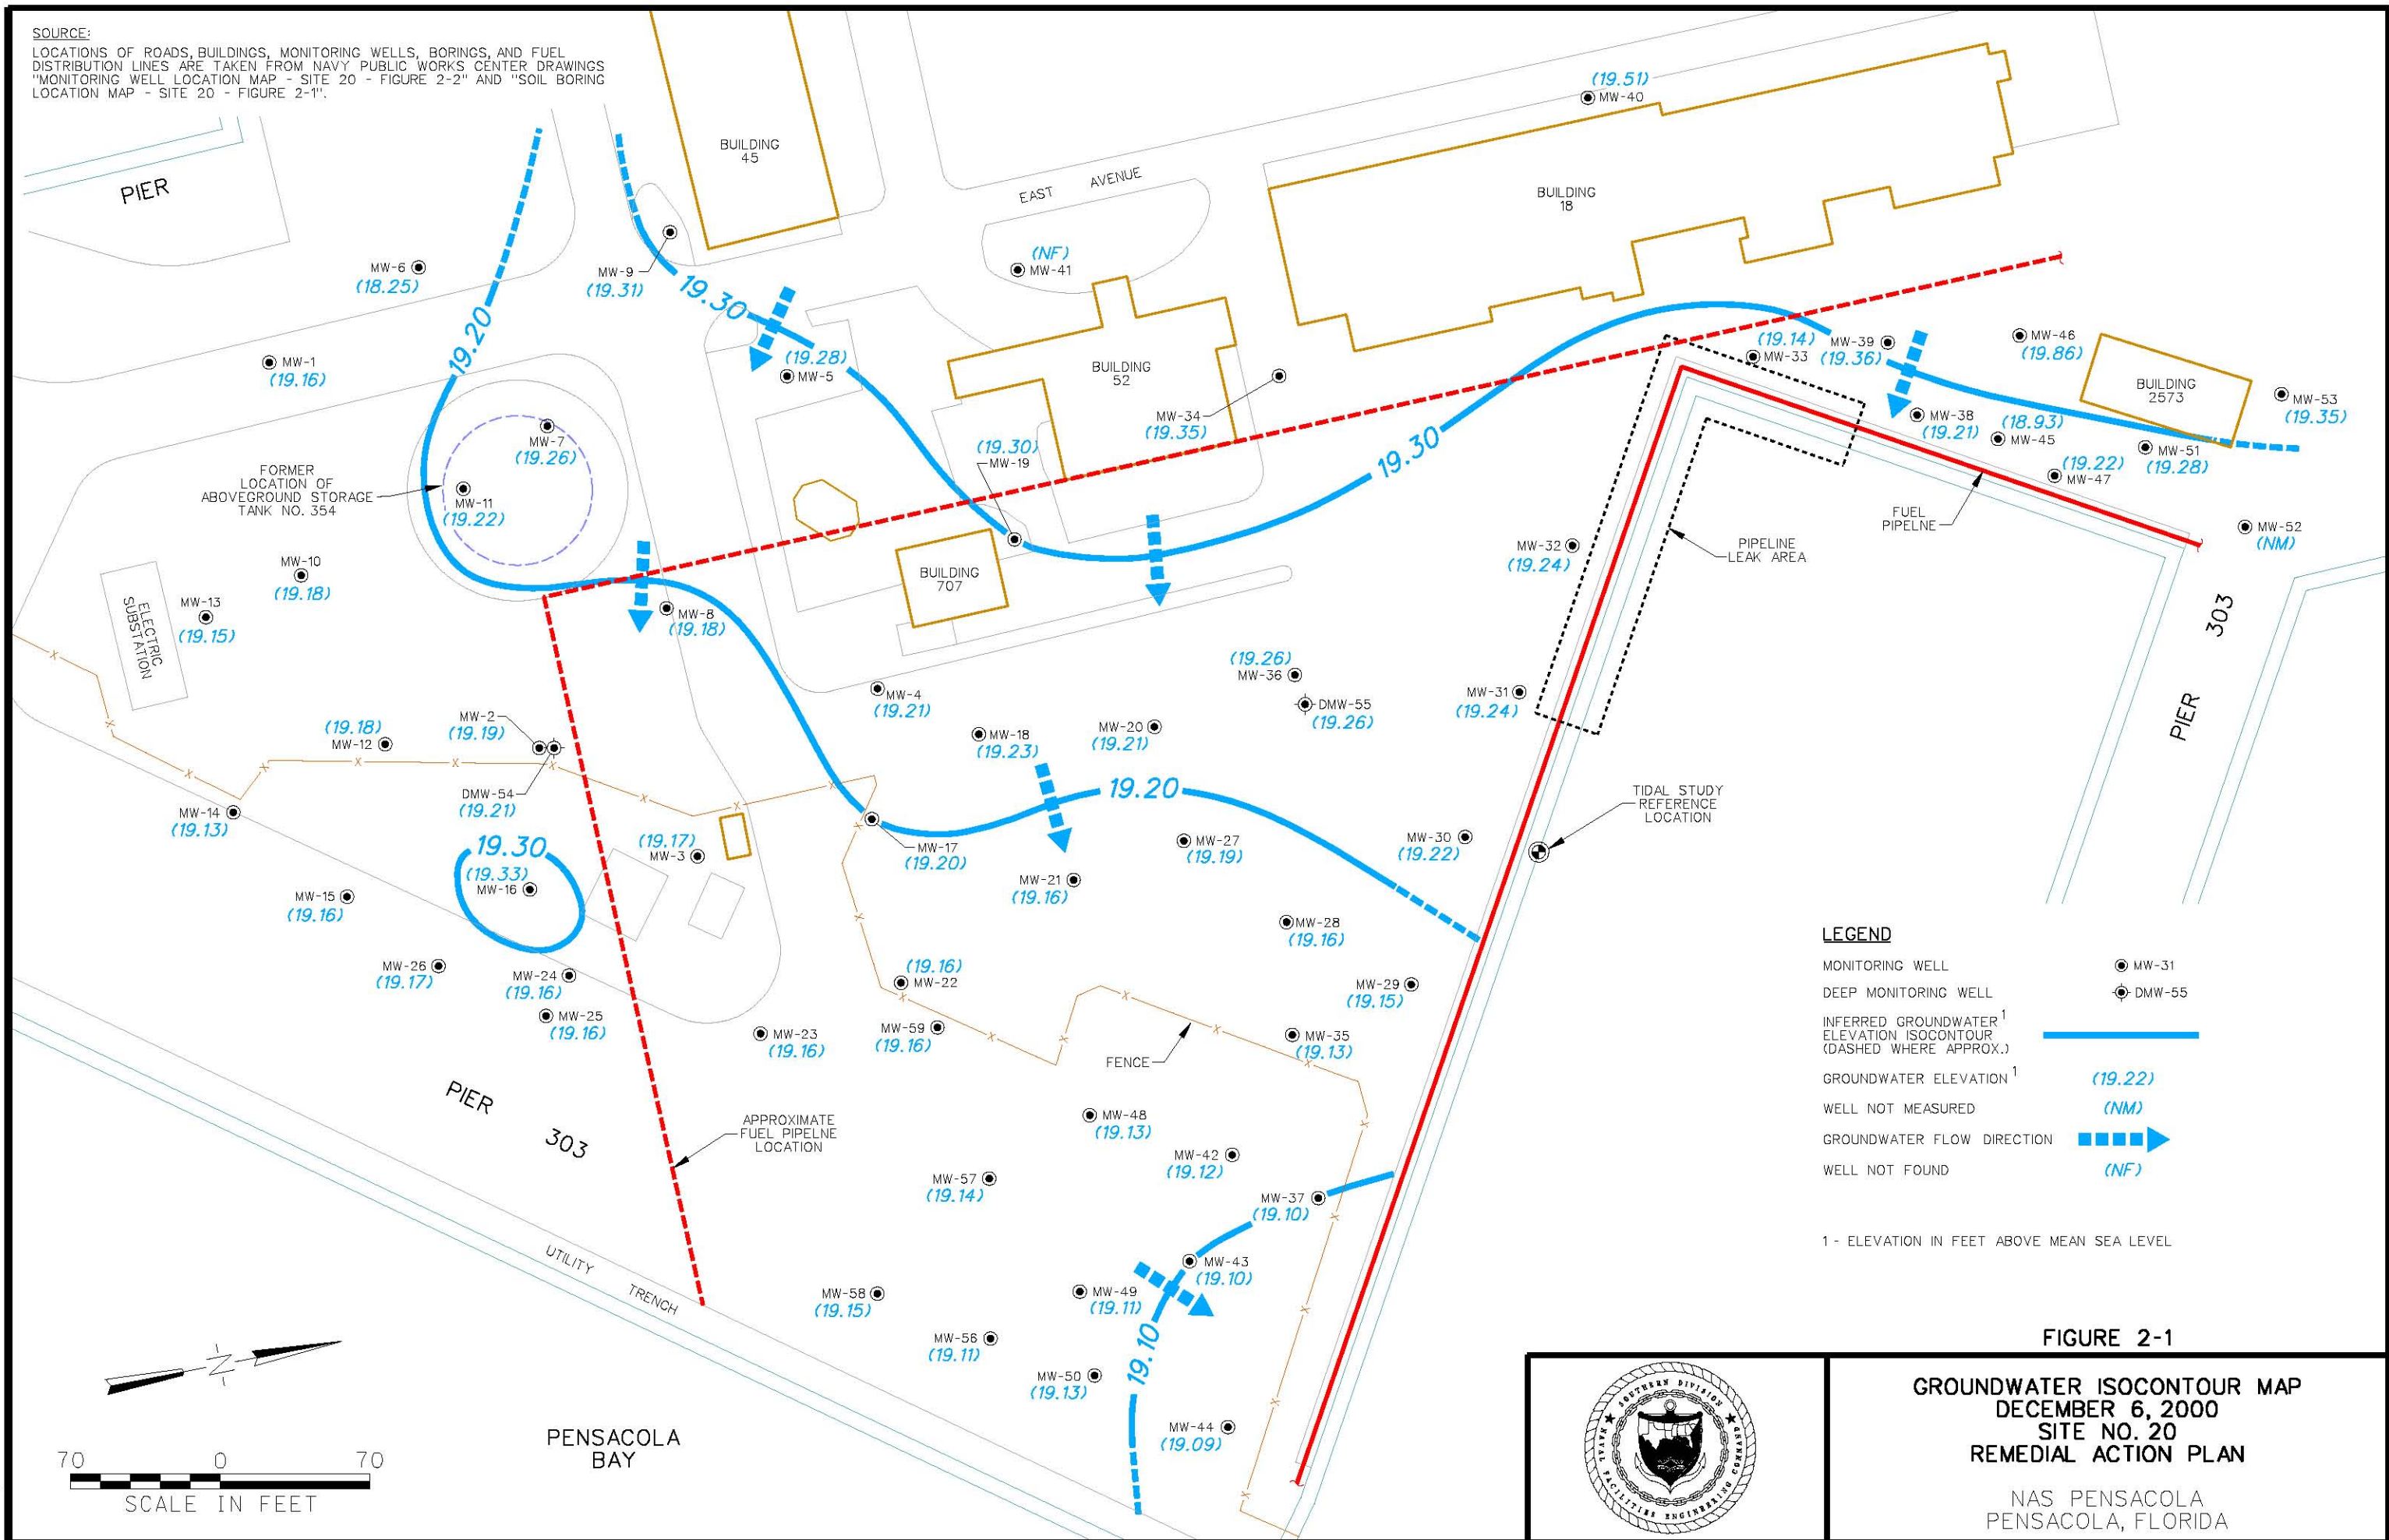 SOURCE:
LOCATIONS OF ROADS, BUILDINGS, MONITORING WELLS, BORINGS, AND FUEL
DISTRIBUTION LINES ARE TAKEN FROM NAVY PUBLIC WORKS CENTER DRAWINGS
"MONITORING WELL LOCATION MAP - SITE 20 - FIGURE 2-2" AND "SOIL BORING
LOCATION MAP - SITE 20 - FIGURE 2-1".
PIER
BUILDING
45
EAST AVENUE
(19.51)
MW-40
BUILDING
18
MW-6
(18.25)
MW-9
(19.31)
19.30
(NF)
MW-41
19.20
MW-1
(19.16)
(19.28)
MW-5
BUILDING
52
MW-34
(19.35)
(19.14)
MW-33
MW-39
(19.36)
MW-46
(19.86)
BUILDING
2573
MW-53
(19.35)
MW-38
(19.21)
(18.93)
MW-45
MW-51
(19.28)
(19.22)
MW-47
MW-7
(19.26)
FORMER
LOCATION OF
ABOVEGROUND STORAGE
TANK NO. 354
MW-11
(19.22)
(19.30)
MW-19
19.30
FUEL
PIPELNE
MW-52
(NM)
PIPELINE
LEAK AREA
MW-32
(19.24)
MW-10
(19.18)
BUILDING
707
MW-13
(19.15)
ELECTRIC
SUBSTATION
MW-8
(19.18)
303
PIER
(19.26)
MW-36
DMW-55
(19.26)
MW-31
(19.24)
MW-4
(19.21)
MW-18
(19.23)
MW-20
(19.21)
(19.18)
MW-12
MW-2
(19.19)
DMW-54
(19.21)
MW-14
(19.13)
19.20
TIDAL STUDY
REFERENCE
LOCATION
19.30
(19.33)
MW-16
(19.17)
MW-3
MW-17
(19.20)
MW-27
(19.19)
MW-30
(19.22)
MW-21
(19.16)
MW-15
(19.16)
MW-28
(19.16)
MW-26
(19.17)
MW-24
(19.16)
(19.16)
MW-22
MW-29
(19.15)
MW-25
(19.16)
MW-23
(19.16)
MW-59
(19.16)
MW-35
(19.13)
FENCE
PIER 303
APPROXIMATE
FUEL PIPELNE
LOCATION
MW-48
(19.13)
MW-42
(19.12)
MW-57
(19.14)
MW-37
(19.10)
UTILITY TRENCH
MW-43
(19.10)
MW-58
(19.15)
MW-49
(19.11)
MW-56
(19.11)
19.10
MW-50
(19.13)
MW-44
(19.09)
LEGEND
MONITORING WELL MW-31
DEEP MONITORING WELL DMW-55
INFERRED GROUNDWATER 1
ELEVATION ISOCONTOUR
(DASHED WHERE APPROX.)
GROUNDWATER ELEVATION 1 (19.22)
WELL NOT MEASURED (NM)
GROUNDWATER FLOW DIRECTION
WELL NOT FOUND (NF)
1 - ELEVATION IN FEET ABOVE MEAN SEA LEVEL
N
70 0 70
SCALE IN FEET
PENSACOLA
BAY
FIGURE 2-1
SOUTHERN DIVISION
NAVAL FACILITIES ENGINEERING COMMAND
GROUNDWATER ISOCONTOUR MAP
DECEMBER 6, 2000
SITE NO. 20
REMEDIAL ACTION PLAN
NAS PENSACOLA
PENSACOLA, FLORIDA